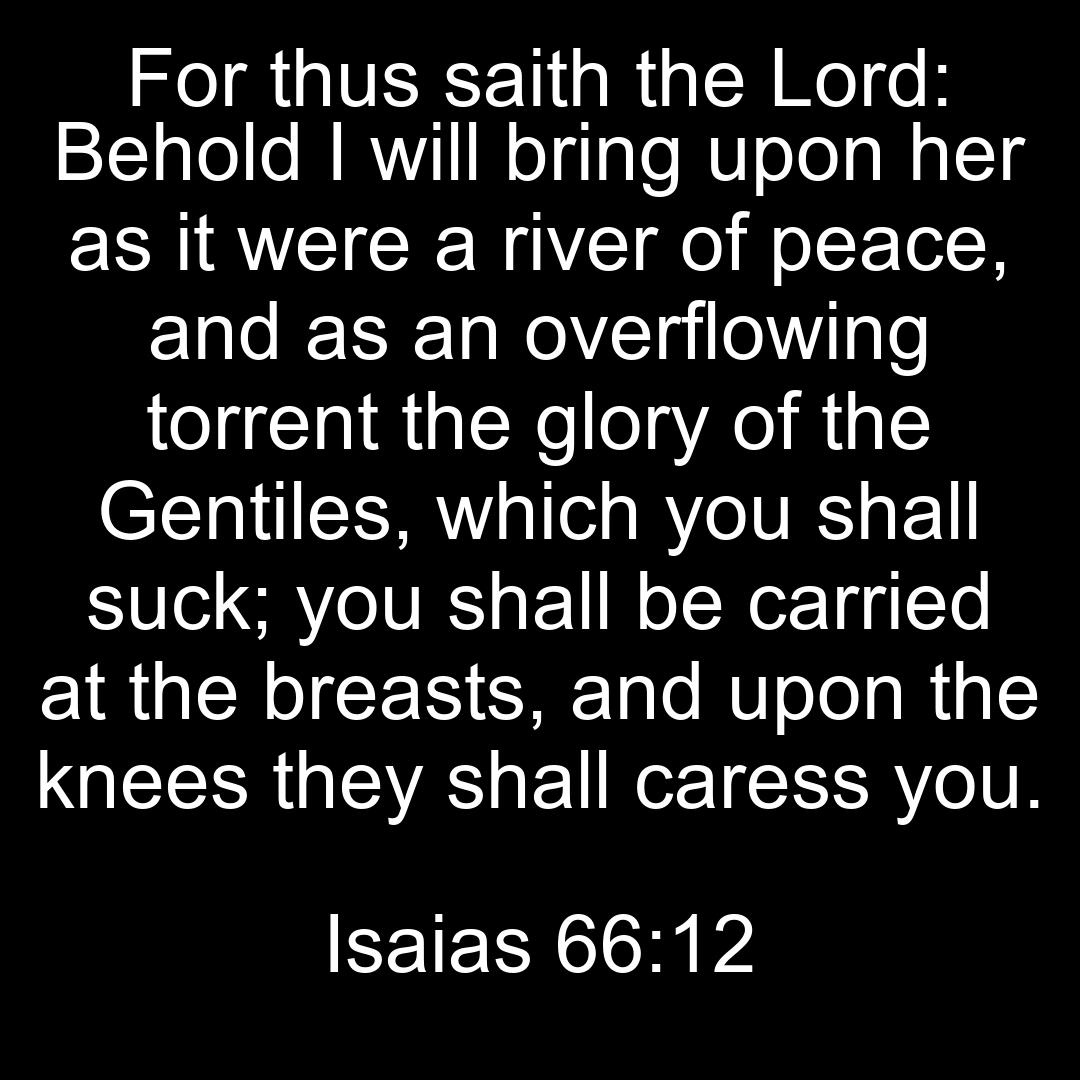 For thus saith the Lord:
Behold I will bring upon her
as it were a river of peace,
and as an overflowing
torrent the glory of the
Gentiles, which you shall
suck; you shall be carried
at the breasts, and upon the
knees they shall caress you.
Isaias 66:12